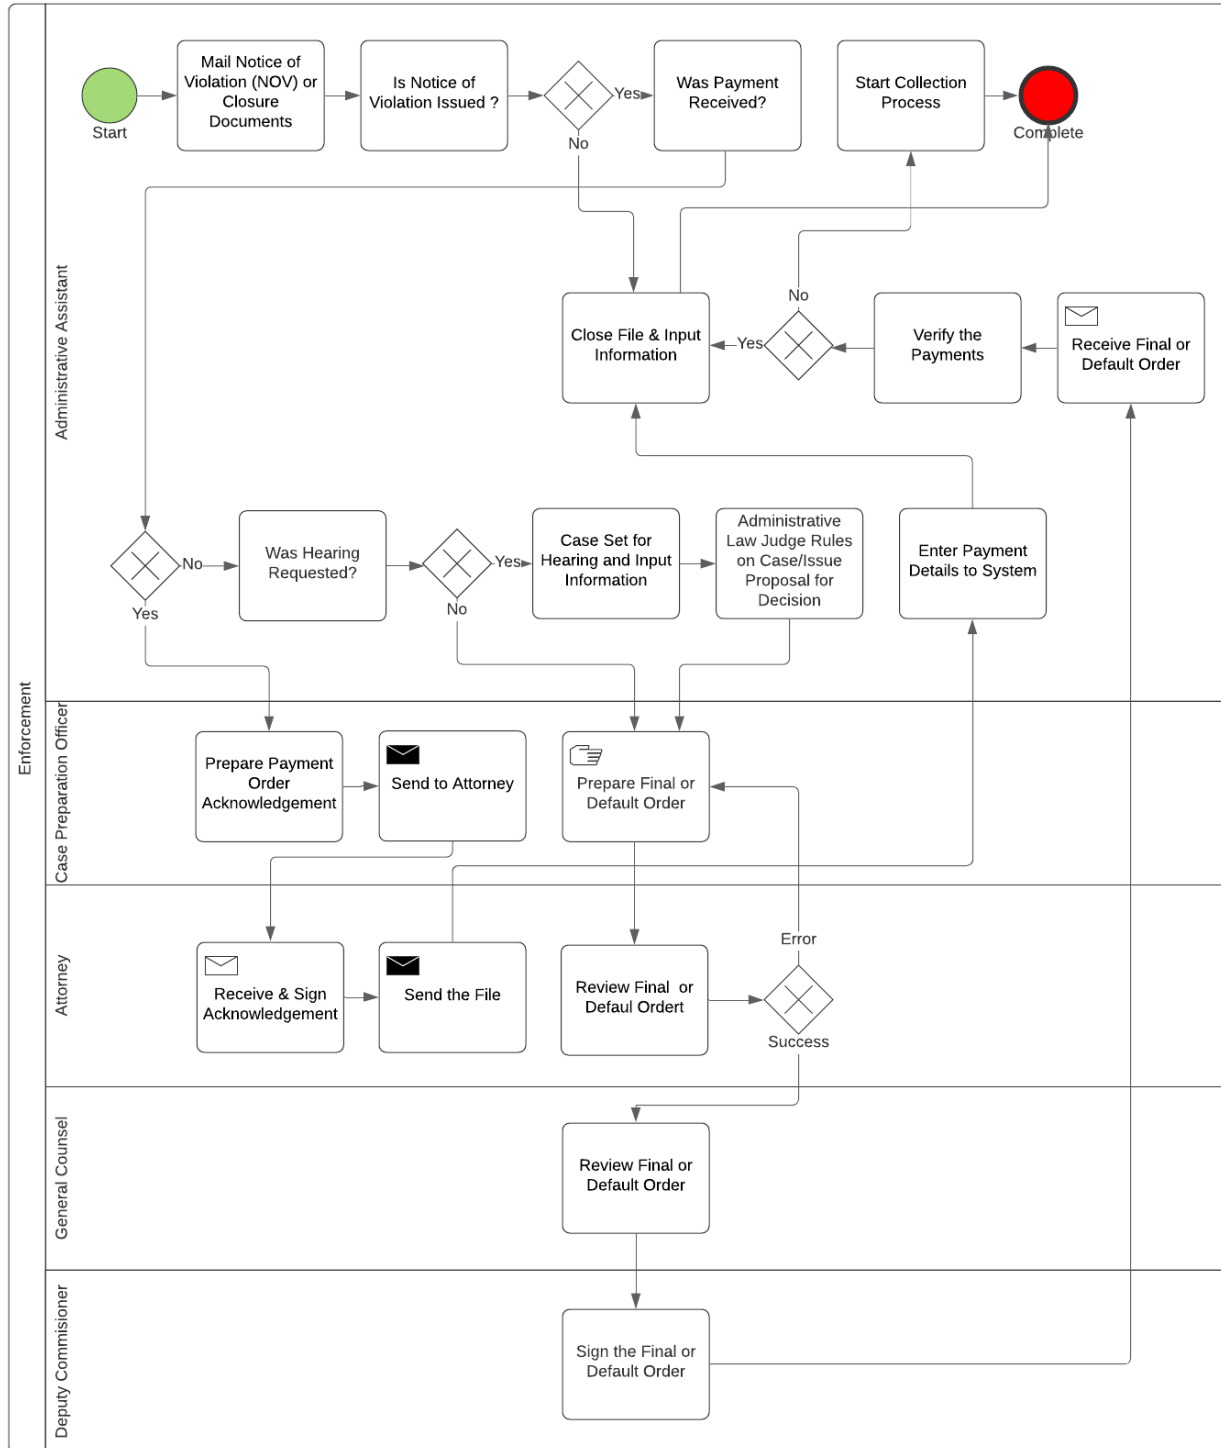 Mail Notice of
Violation (NOV) or
Closure
Documents
Is Notice of
Violation Issued ?
Yes
Was Payment
Received?
Start Collection
Process
Start
No
Complete
Administrative Assistant
No
Close File & Input
Information
Yes
Verify the
Payments
Receive Final or
Default Order
No
Was Hearing
Requested?
Yes
Case Set for
Hearing and Input
Information
Administrative
Law Judge Rules
on Case/Issue
Proposal for
Decision
Enter Payment
Details to System
Yes
No
Enforcement
Case Preparation Officer
Prepare Payment
Order
Acknowledgement
Send to Attorney
Prepare Final or
Default Order
Attorney
Error
Receive & Sign
Acknowledgement
Send the File
Review Final or
Defaul Ordert
Success
General Counsel
Review Final or
Default Order
Deputy Commisioner
Sign the Final or
Default Order